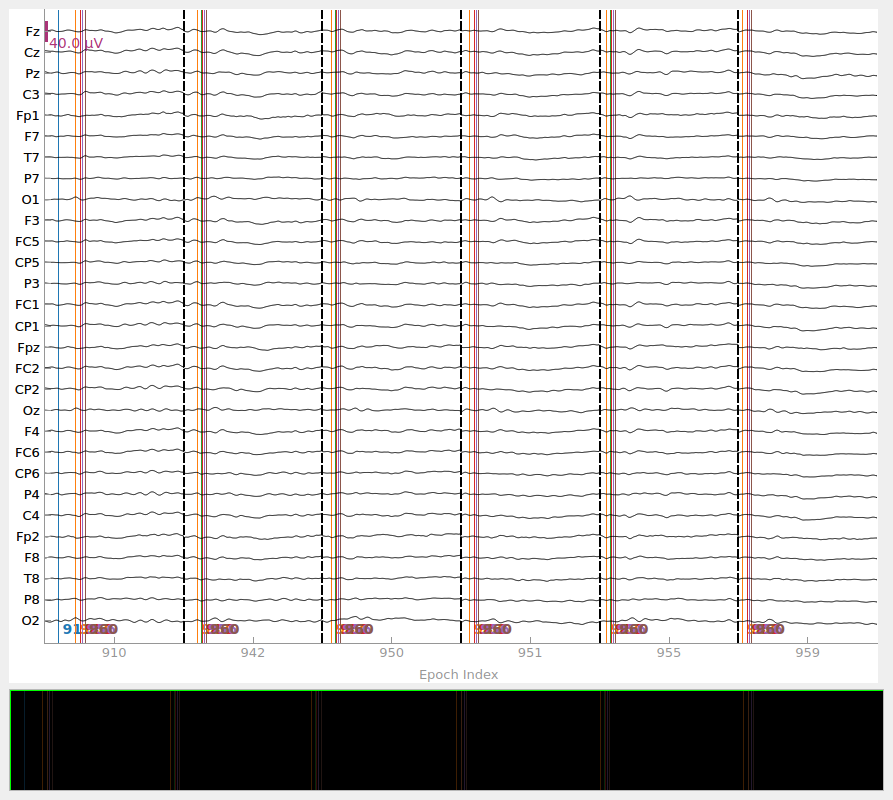 Fz
40.0 µV
Cz
Pz
C3
Fp1
F7
T7
P7
O1
F3
FC5
CP5
P3
FC1
CP1
Fpz
FC2
CP2
Oz
F4
FC6
CP6
P4
C4
Fp2
F8
T8
P8
O2
910 942 950 951 955 959
Epoch Index